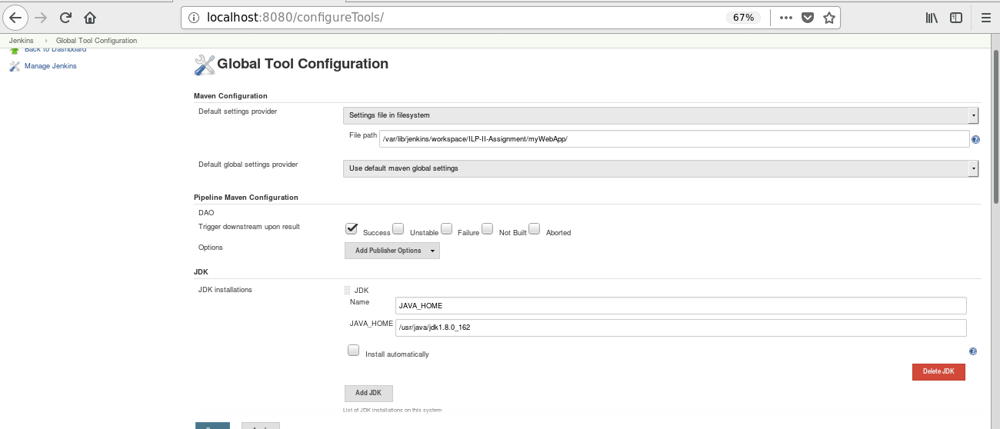 localhost:8080/configureTools/ 67%
Jenkins Global Tool Configuration
Back to Dashboard
Manage Jenkins
Global Tool Configuration
Maven Configuration
Default settings provider Settings file in filesystem
File path /var/lib/jenkins/workspace/ILP-II-Assignment/myWebApp/
Default global settings provider Use default maven global settings
Pipeline Maven Configuration
DAO
Trigger downstream upon result Success Unstable Failure Not Built Aborted
Options Add Publisher Options
JDK
JDK installations JDK
Name JAVA_HOME
JAVA_HOME /usr/java/jdk1.8.0_162
Install automatically
Delete JDK
Add JDK
List of JDK installations on this system